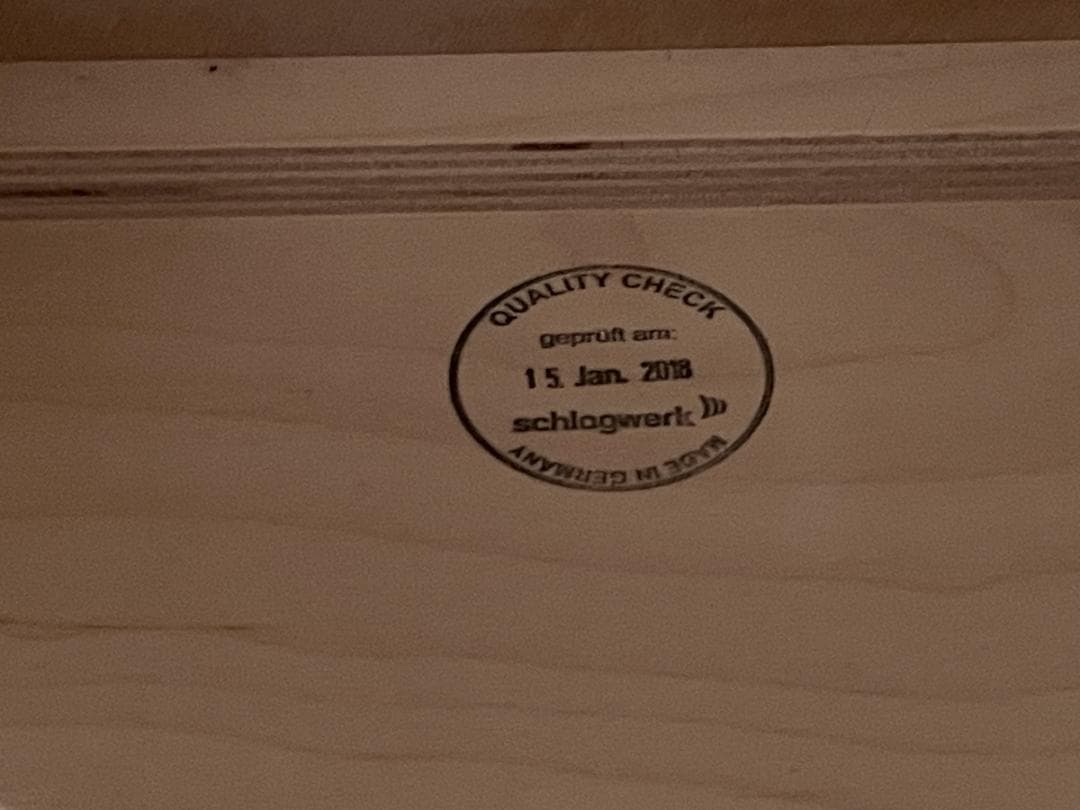 QUALITY CHECK
geprüft am:
15. Jan. 2018
schlagwerk
MADE IN GERMANY